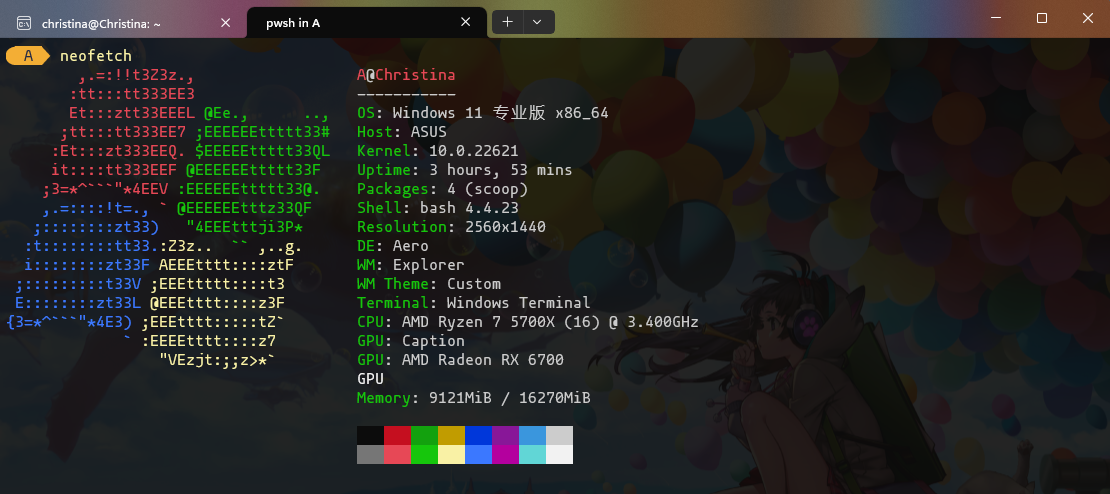 christina@Christina: ~
pwsh in A
A neofetch
,.=:!!t3Z3z.,
:tt:::tt333EE3
Et:::ztt33EEEL @Ee.,      ..,
;tt:::tt333EE7 ;EEEEEEttttt33#
:Et:::zt333EEQ. $EEEEEttttt33QL
it::::tt333EEF @EEEEEEttttt33F
;3=*^```"*4EEV :EEEEEEttttt33@.
,.=::::!t=., ` @EEEEEEtttz33QF
;::::::::zt33)   "4EEEtttji3P*
:t::::::::tt33.:Z3z..  `` ,..g.
i::::::::zt33F AEEEtttt::::ztF
;:::::::::t33V ;EEEttttt::::t3
E::::::::zt33L @EEEtttt::::z3F
{3=*^```"*4E3) ;EEEtttt:::::tZ`
` :EEEEtttt::::z7
"VEzjt:;;z>*`
A@Christina
-----------
OS: Windows 11 专业版 x86_64
Host: ASUS
Kernel: 10.0.22621
Uptime: 3 hours, 53 mins
Packages: 4 (scoop)
Shell: bash 4.4.23
Resolution: 2560x1440
DE: Aero
WM: Explorer
WM Theme: Custom
Terminal: Windows Terminal
CPU: AMD Ryzen 7 5700X (16) @ 3.400GHz
GPU: Caption
GPU: AMD Radeon RX 6700
GPU
Memory: 9121MiB / 16270MiB